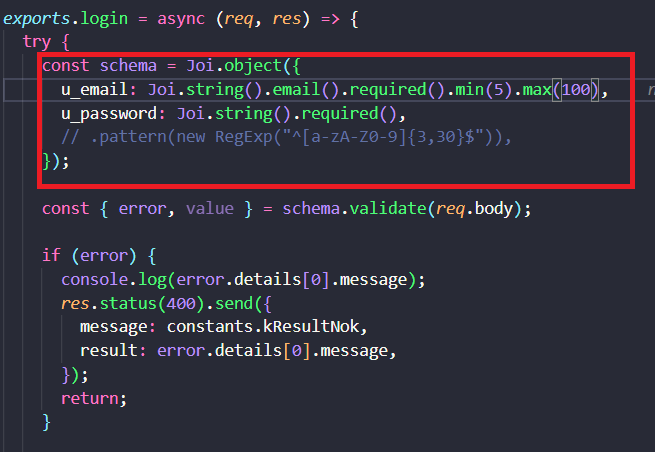 exports.login = async (req, res) => {
try {
const schema = Joi.object({
u_email: Joi.string().email().required().min(5).max(100),
u_password: Joi.string().required(),
// .pattern(new RegExp("^[a-zA-Z0-9]{3,30}$")),
});
const { error, value } = schema.validate(req.body);
if (error) {
console.log(error.details[0].message);
res.status(400).send({
message: constants.kResultNok,
result: error.details[0].message,
});
return;
}